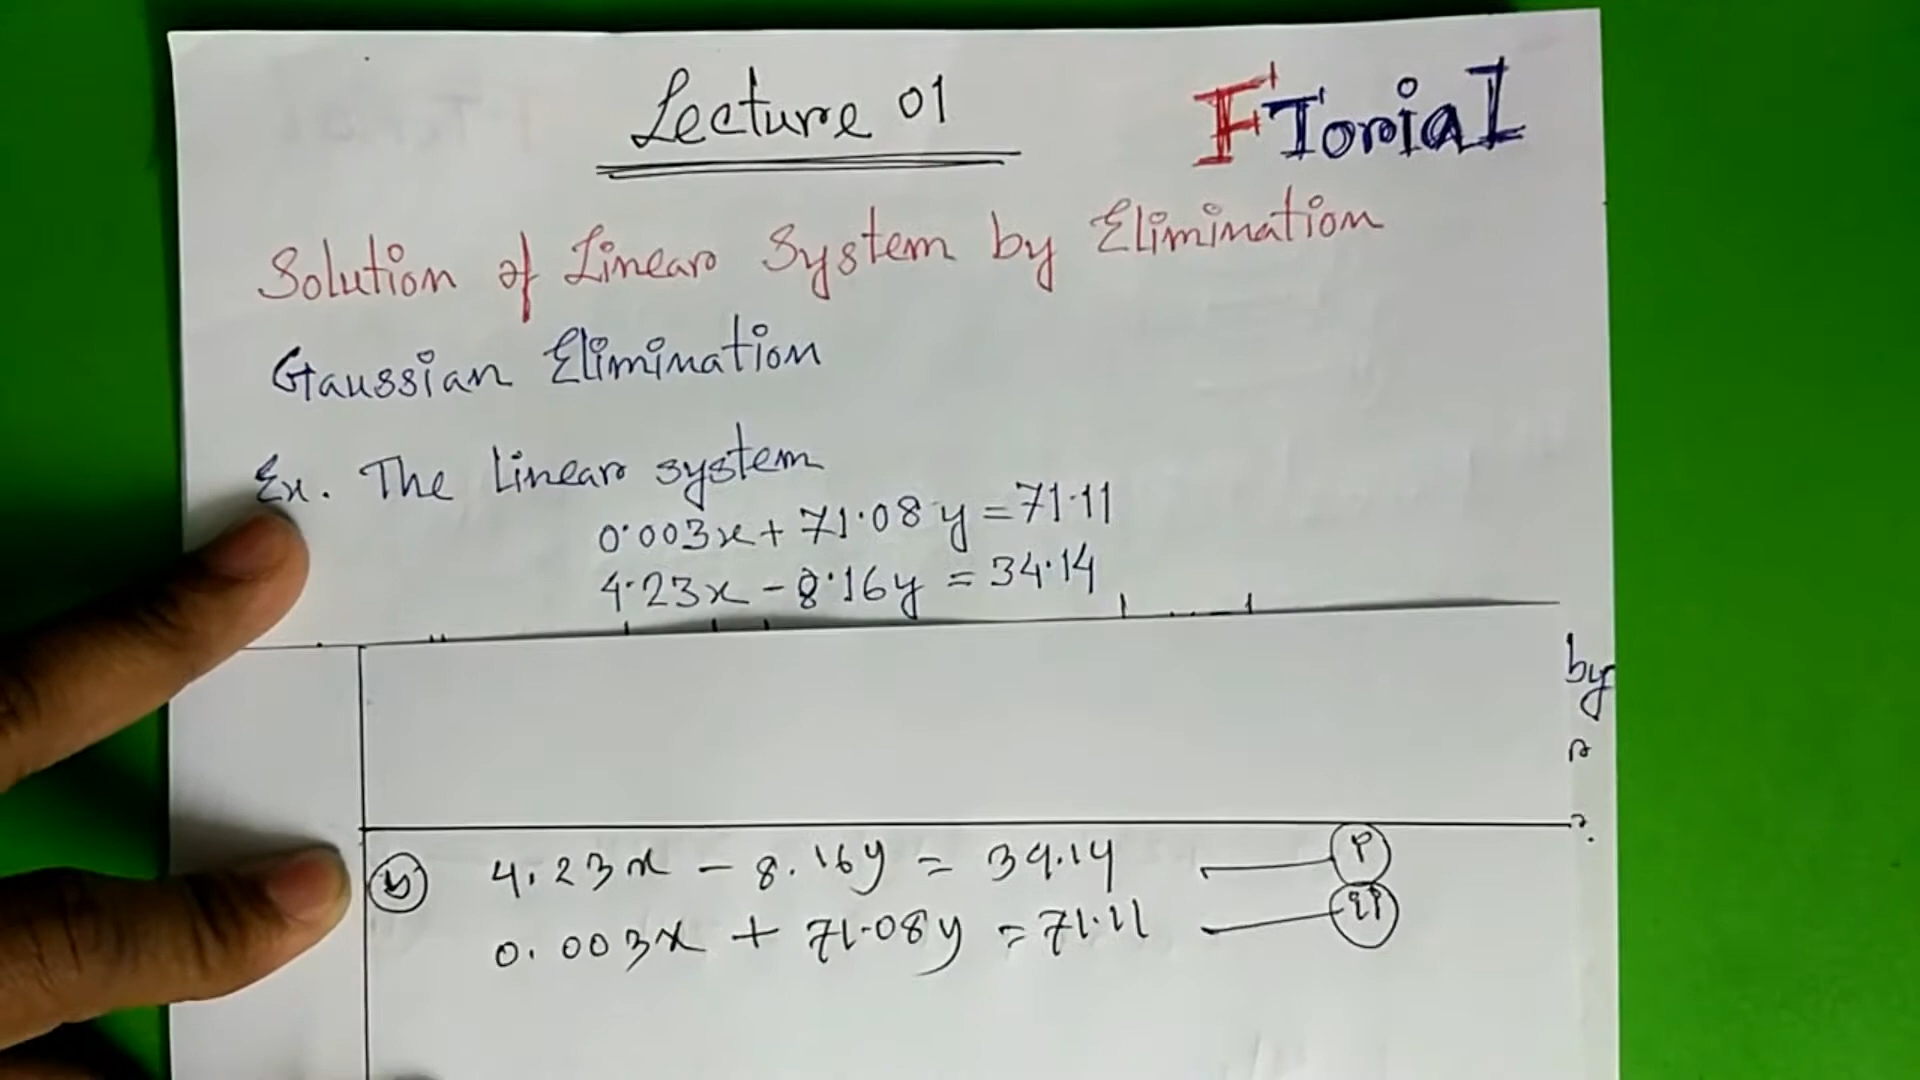 Lecture 01
FTorial
Solution of Linear System by Elimination
Gaussian Elimination
Ex. The linear system
0.003x + 71.08y = 71.11
4.23x - 8.16y = 34.14
by
r
?
b 4.23x - 8.16y = 34.14 i
0.003x + 71.08y = 71.11 ii